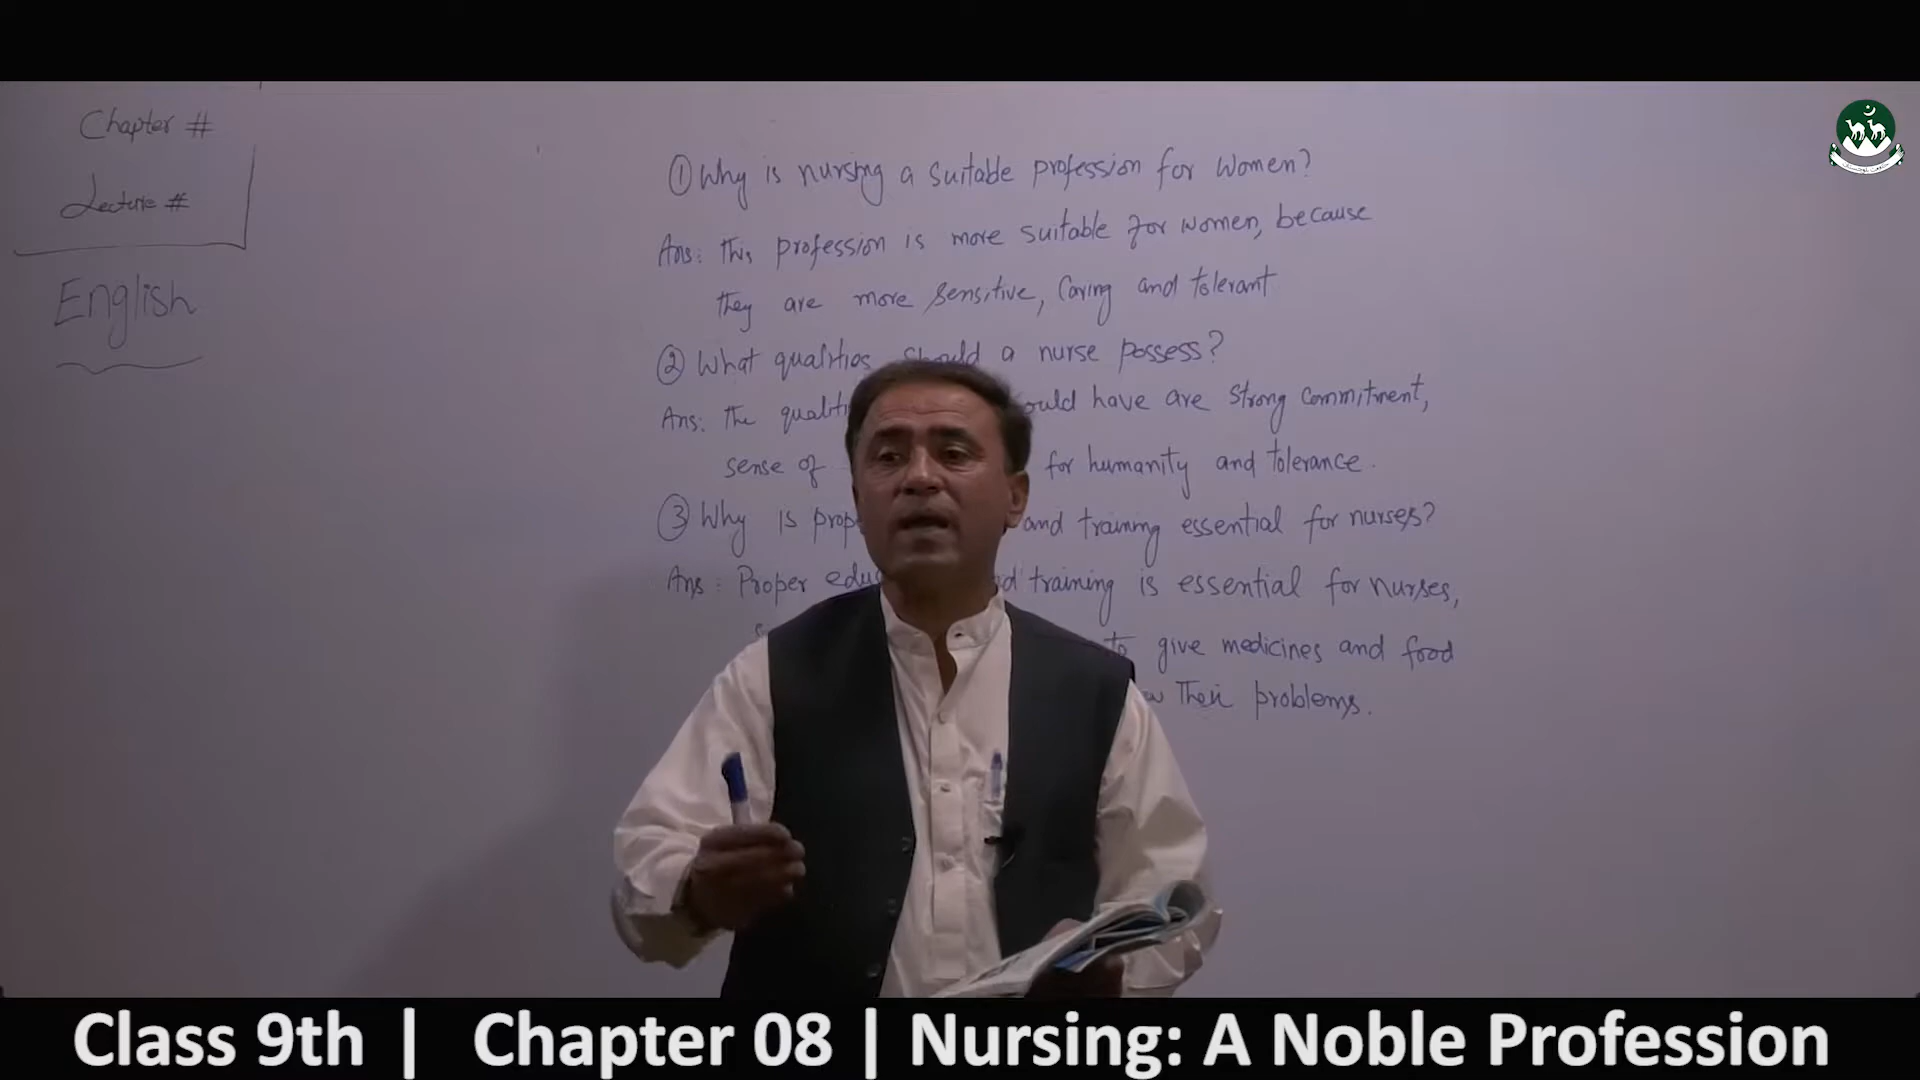 Chapter #
Lecture #
English
① Why is nursing a suitable profession for women?
Ans: this profession is more suitable for women, because
they are more sensitive, caring and tolerant
② What qualities should a nurse possess?
Ans: the ould have are strong commitment,
sense of for humanity and tolerance.
③ Why is and training essential for nurses?
Ans: Proper training is essential for nurses,
to give medicines and food
their problems.
Class 9th | Chapter 08 | Nursing: A Noble Profession